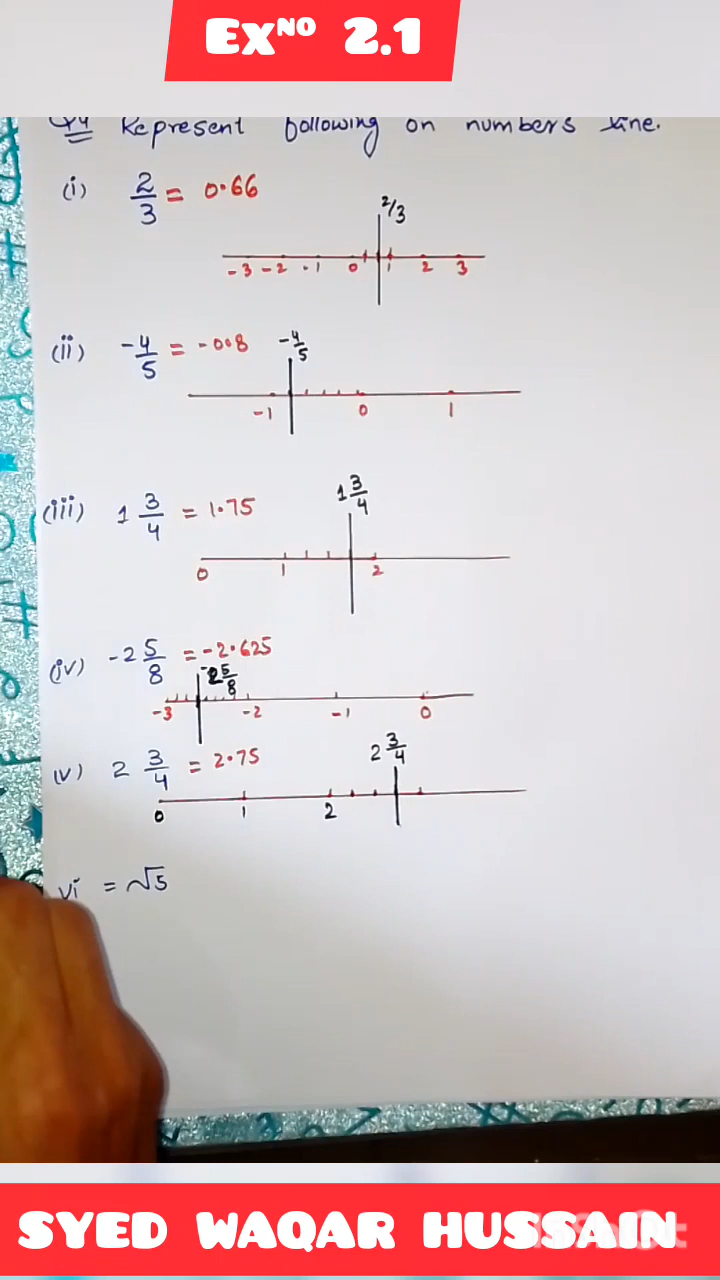 Ex NO 2.1
Q4 Represent following on numbers line.
(i) 2/3 = 0.66
2/3
-3 -2 -1 0 1 2 3
(ii) -4/5 = -0.8
-4/5
-1 0 1
(iii) 1 3/4 = 1.75
1 3/4
0 1 2
(iv) -2 5/8 = -2.625
-2 5/8
-3 -2 -1 0
(v) 2 3/4 = 2.75
2 3/4
0 1 2
vi = √5
SYED WAQAR HUSSAIN